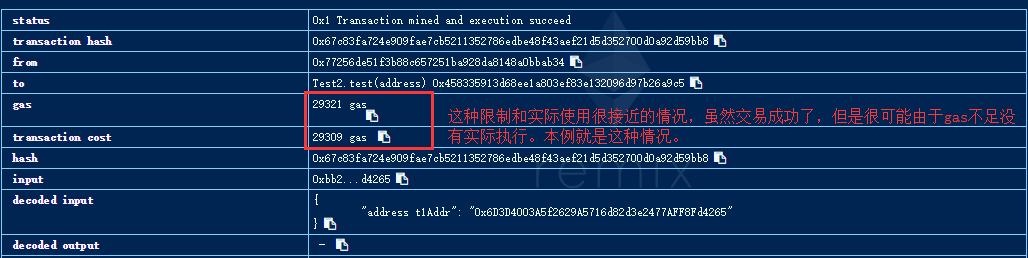 status 0x1 Transaction mined and execution succeed
transaction hash 0x67c83fa724e909fae7cb5211352786edbe48f43aef21d5d352700d0a92d59bb8
from 0x77256de51f3b88c657251ba928da8148a0bbab34
to Test2.test(address) 0x458335913d68ee1a803ef83e132096d97b26a9c5
gas 29321 gas
这种限制和实际使用很接近的情况，虽然交易成功了，但是很可能由于gas不足没
有实际执行。本例就是这种情况。
transaction cost 29309 gas
hash 0x67c83fa724e909fae7cb5211352786edbe48f43aef21d5d352700d0a92d59bb8
input 0xbb2...d4265
decoded input {
"address t1Addr": "0x6D3D4003A5f2629A5716d82d3e2477AFF8Fd4265"
}
decoded output -
remix